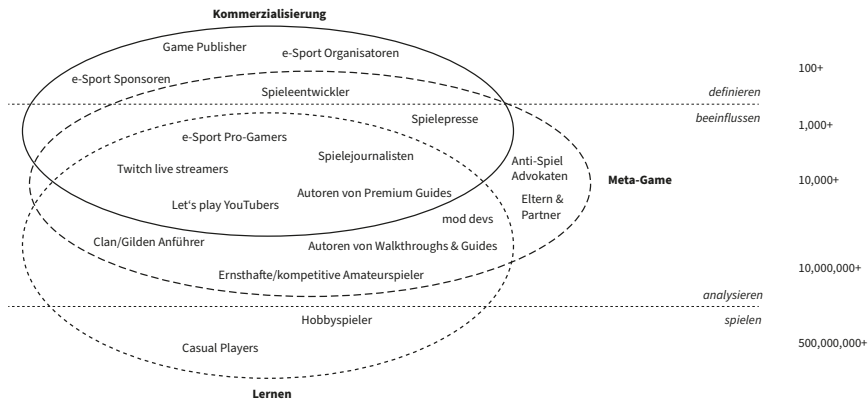 Kommerzialisierung
Game Publisher
e-Sport Organisatoren
100+
e-Sport Sponsoren
Spieleentwickler
definieren
beeinflussen
Spielepresse
1,000+
e-Sport Pro-Gamers
Spielejournalisten
Twitch live streamers
Anti-Spiel
Advokaten
Meta-Game
10,000+
Autoren von Premium Guides
Eltern &
Partner
Let's play YouTubers
mod devs
Clan/Gilden Anführer
Autoren von Walkthroughs & Guides
10,000,000+
Ernsthafte/kompetitive Amateurspieler
analysieren
spielen
Hobbyspieler
500,000,000+
Casual Players
Lernen